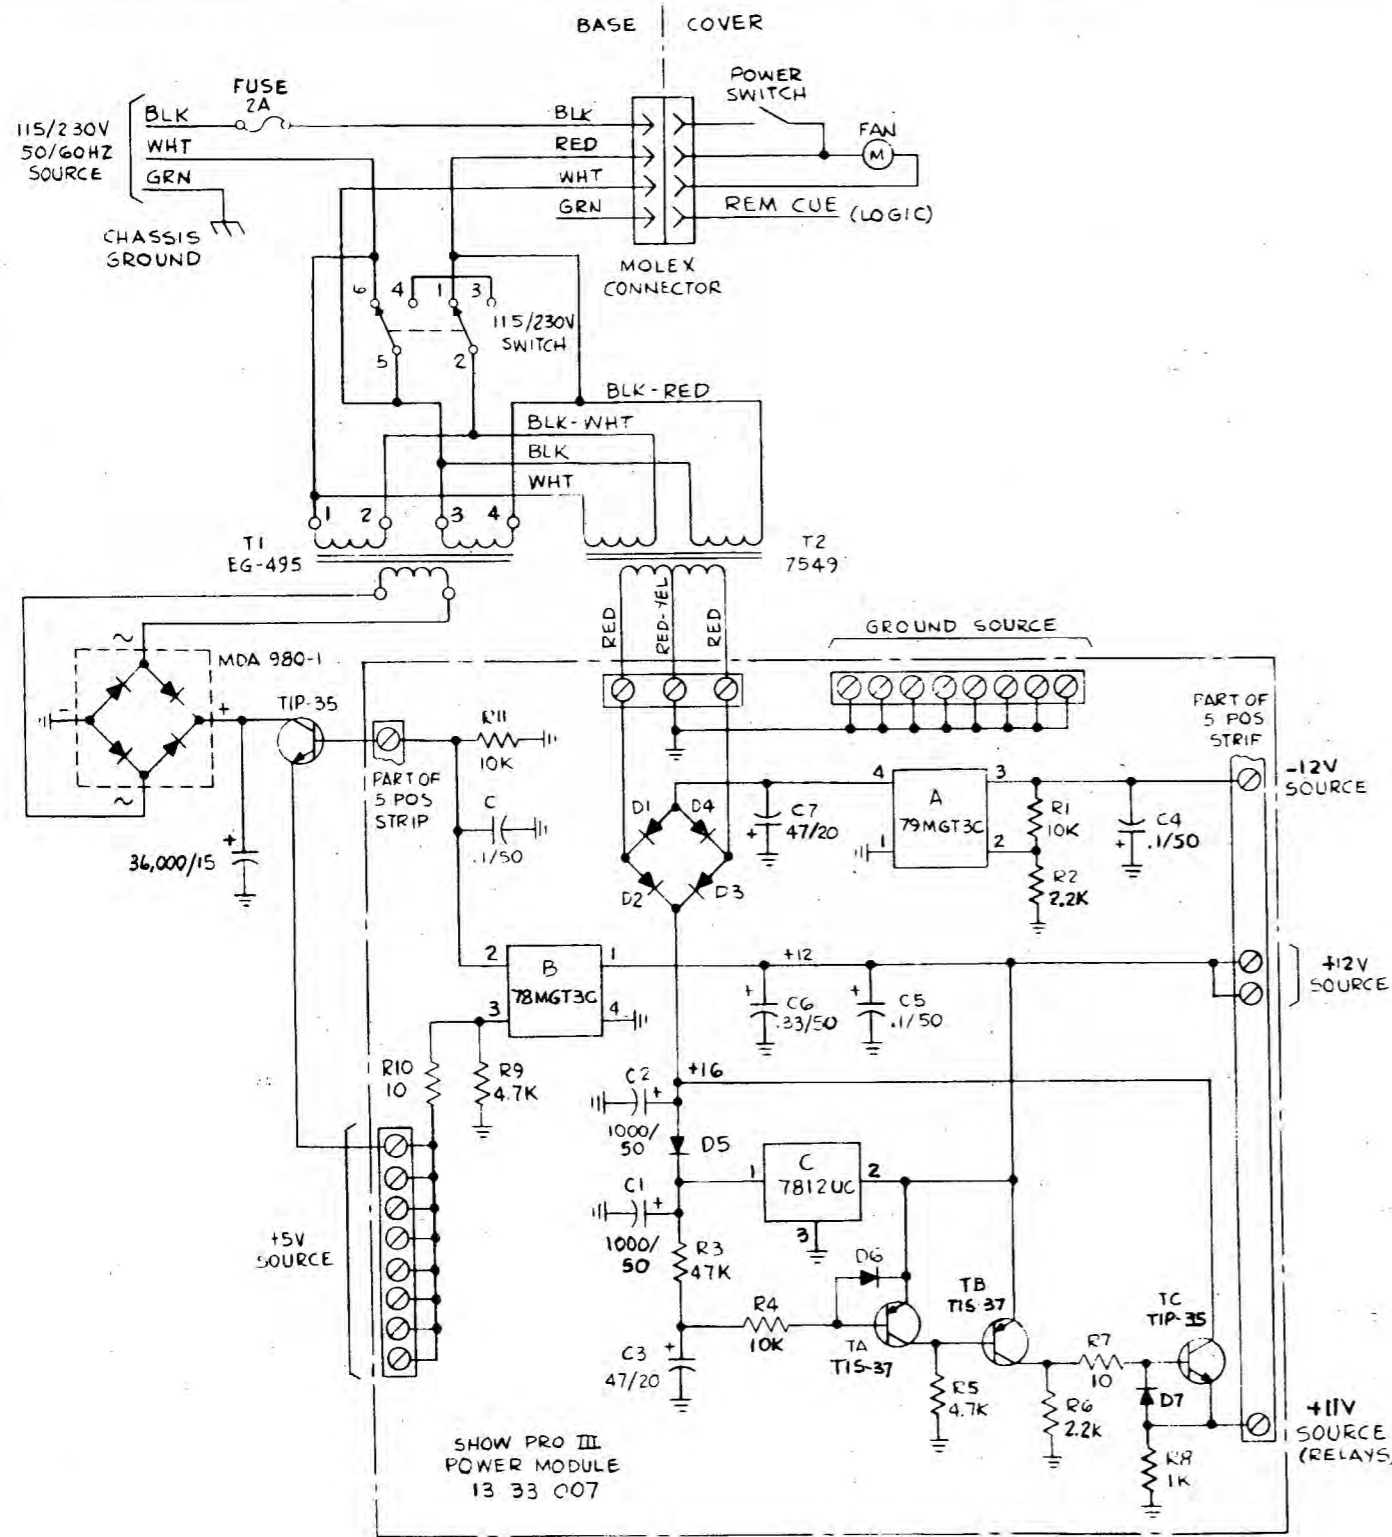 BASE
COVER
FUSE
2A
POWER
SWITCH
115/230V
50/60HZ
SOURCE
BLK
WHT
GRN
BLK
RED
WHT
GRN
FAN
M
REM CUE (LOGIC)
CHASSIS
GROUND
MOLEX
CONNECTOR
6
4
1
3
115/230V
SWITCH
5
2
BLK-RED
BLK-WHT
BLK
WHT
1
2
3
4
T1
EG-495
T2
7549
RED
RED-YEL
RED
GROUND SOURCE
~
MDA 980-1
-
+
~
TIP-35
R11
10K
PART OF
5 POS
STRIP
PART OF
5 POS
STRIP
-12V
SOURCE
C
.1/50
36,000/15
+
D1
D4
D2
D3
C7
47/20
+
4
3
A
79MGT3C
1
2
R1
10K
R2
2.2K
C4
.1/50
+
2
1
B
78MGT3C
3
4
+12
+
C6
.33/50
+
C5
.1/50
+12V
SOURCE
R10
10
R9
4.7K
C2
+
1000/
50
+16
D5
C1
+
1000/
50
1
C
7812UC
2
3
R3
47K
+5V
SOURCE
D6
R4
10K
TA
TIS-37
TB
TIS-37
TC
TIP-35
R7
10
C3
47/20
+
R5
4.7K
R6
2.2K
D7
R8
1K
+11V
SOURCE
(RELAYS)
SHOW PRO III
POWER MODULE
13 33 007